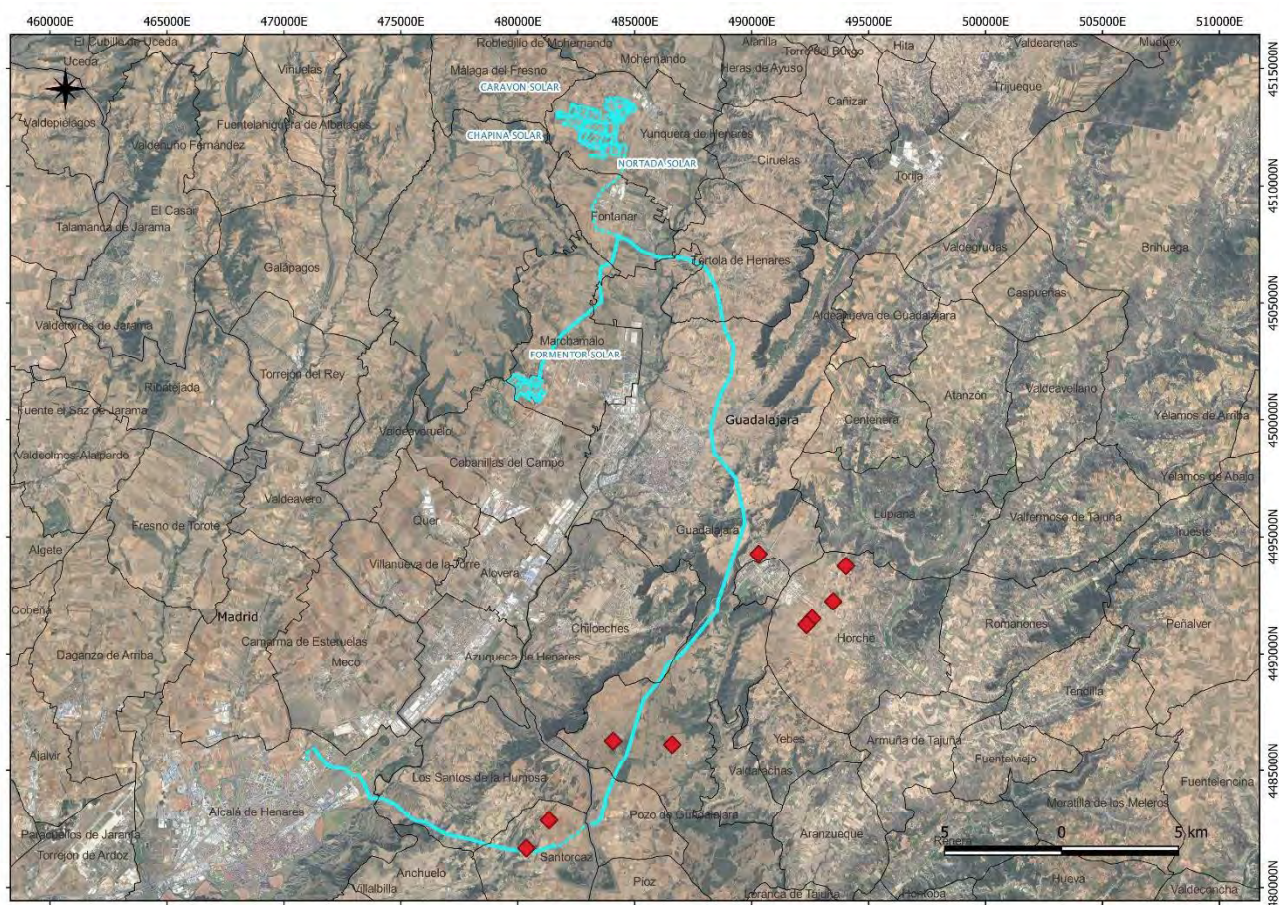 460000E 465000E 470000E 475000E 480000E 485000E 490000E 495000E 500000E 505000E 510000E
El Cubillo de Uceda
Robledillo de Mohernando
Alarilla
Torre del Burgo
Hita
Valdearenas
Muduex
Uceda
Viñuelas
Málaga del Fresno
Mohernando
Heras de Ayuso
4515000N
CARAVON SOLAR
Trijueque
Valdepiélagos
Fuentelahiguera de Albatages
Cañizar
CHAPINA SOLAR
Yunquera de Henares
Valdenuño Fernández
NORTADA SOLAR
Ciruelas
Torija
4510000N
El Casar
Fontanar
Talamanca de Jarama
Valdegrudas
Brihuega
Galápagos
Tórtola de Henares
Caspueñas
4505000N
Valdetorres de Jarama
Aldeanueva de Guadalajara
Marchamalo
FORMENTOR SOLAR
Torrejón del Rey
Ribatejada
Valdeavellano
Atanzón
Fuente el Saz de Jarama
Yélamos de Arriba
Guadalajara
Centenera
4500000N
Valdeaveruelo
Valdeolmos-Alalpardo
Cabanillas del Campo
Yélamos de Abajo
Valdeavero
Quer
Lupiana
Valfermoso de Tajuña
Fresno de Torote
Guadalajara
Irueste
4495000N
Algete
Villanueva de la Torre
Alovera
Cobeña
Madrid
Chiloeches
Horche
Romanones
Peñalver
Camarma de Esteruelas
Daganzo de Arriba
Meco
Azuqueca de Henares
4490000N
Tendilla
Yebes
Armuña de Tajuña
Ajalvir
Los Santos de la Humosa
Valdarachas
Fuentelviejo
Fuentelencina
4485000N
Alcalá de Henares
Pozo de Guadalajara
Moratilla de los Meleros
Paracuellos de Jarama
Aranzueque
Torrejón de Ardoz
Santorcaz
Renera
5 0 5 km
Anchuelo
Villalbilla
Pioz
Hueva
Loranca de Tajuña
Hontoba
Valdeconcha
4480000N